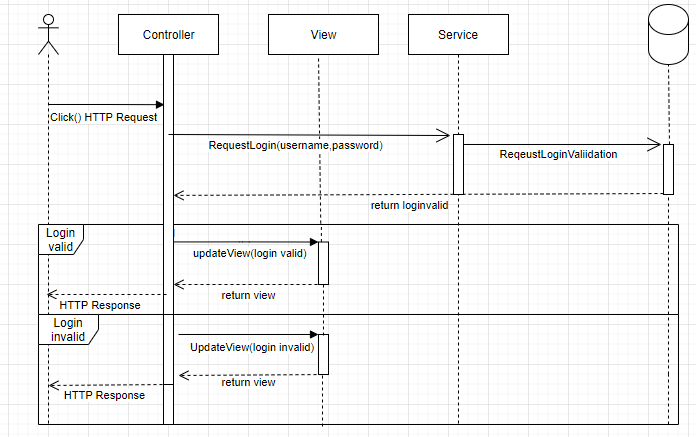 Controller
View
Service
Click() HTTP Request
RequestLogin(username,password)
ReqeustLoginValiidation
return loginvalid
Login
valid
updateView(login valid)
return view
HTTP Response
Login
invalid
UpdateView(login invalid)
return view
HTTP Response